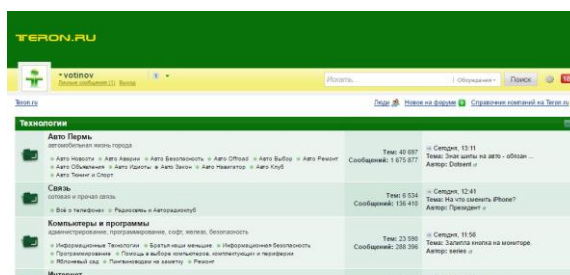 TERON.RU
votinov
Личные сообщения (1) Выход
1
Искать...
Обсуждения
Поиск
Teron.ru
Люди Новое на форуме Справочник компаний на Teron.ru
Технологии
Авто Пермь
автомобильная жизнь города
Авто Новости Авто Аварии Авто Безопасность Авто Offroad Авто Выбор Авто Ремонт
Авто Объявления Авто Идиоты Авто Закон Авто Навигатор Авто Клуб
Авто Тюнинг и Спорт
Тем: 40 697
Сообщений: 1 675 877
Сегодня, 13:11
Тема: Знак шипы на авто - обязан ...
Автор: Dotsent
Связь
сотовая и прочая связь
Всё о телефонах Радиосвязь и Авторадиоклуб
Тем: 6 534
Сообщений: 136 410
Сегодня, 12:41
Тема: На что сменить iPhone?
Автор: Президент
Компьютеры и программы
администрирование, программирование, софт, железо, безопасность
Информационные Технологии Братья наши меньшие Информационная безопасность
Программирование Помощь в выборе компьютеров, комплектующих и периферии
Яблоневый сад Пингвиноводам на заметку Ремонт
Тем: 23 590
Сообщений: 288 396
Сегодня, 11:56
Тема: Залипла кнопка на мониторе.
Автор: series
Интернет